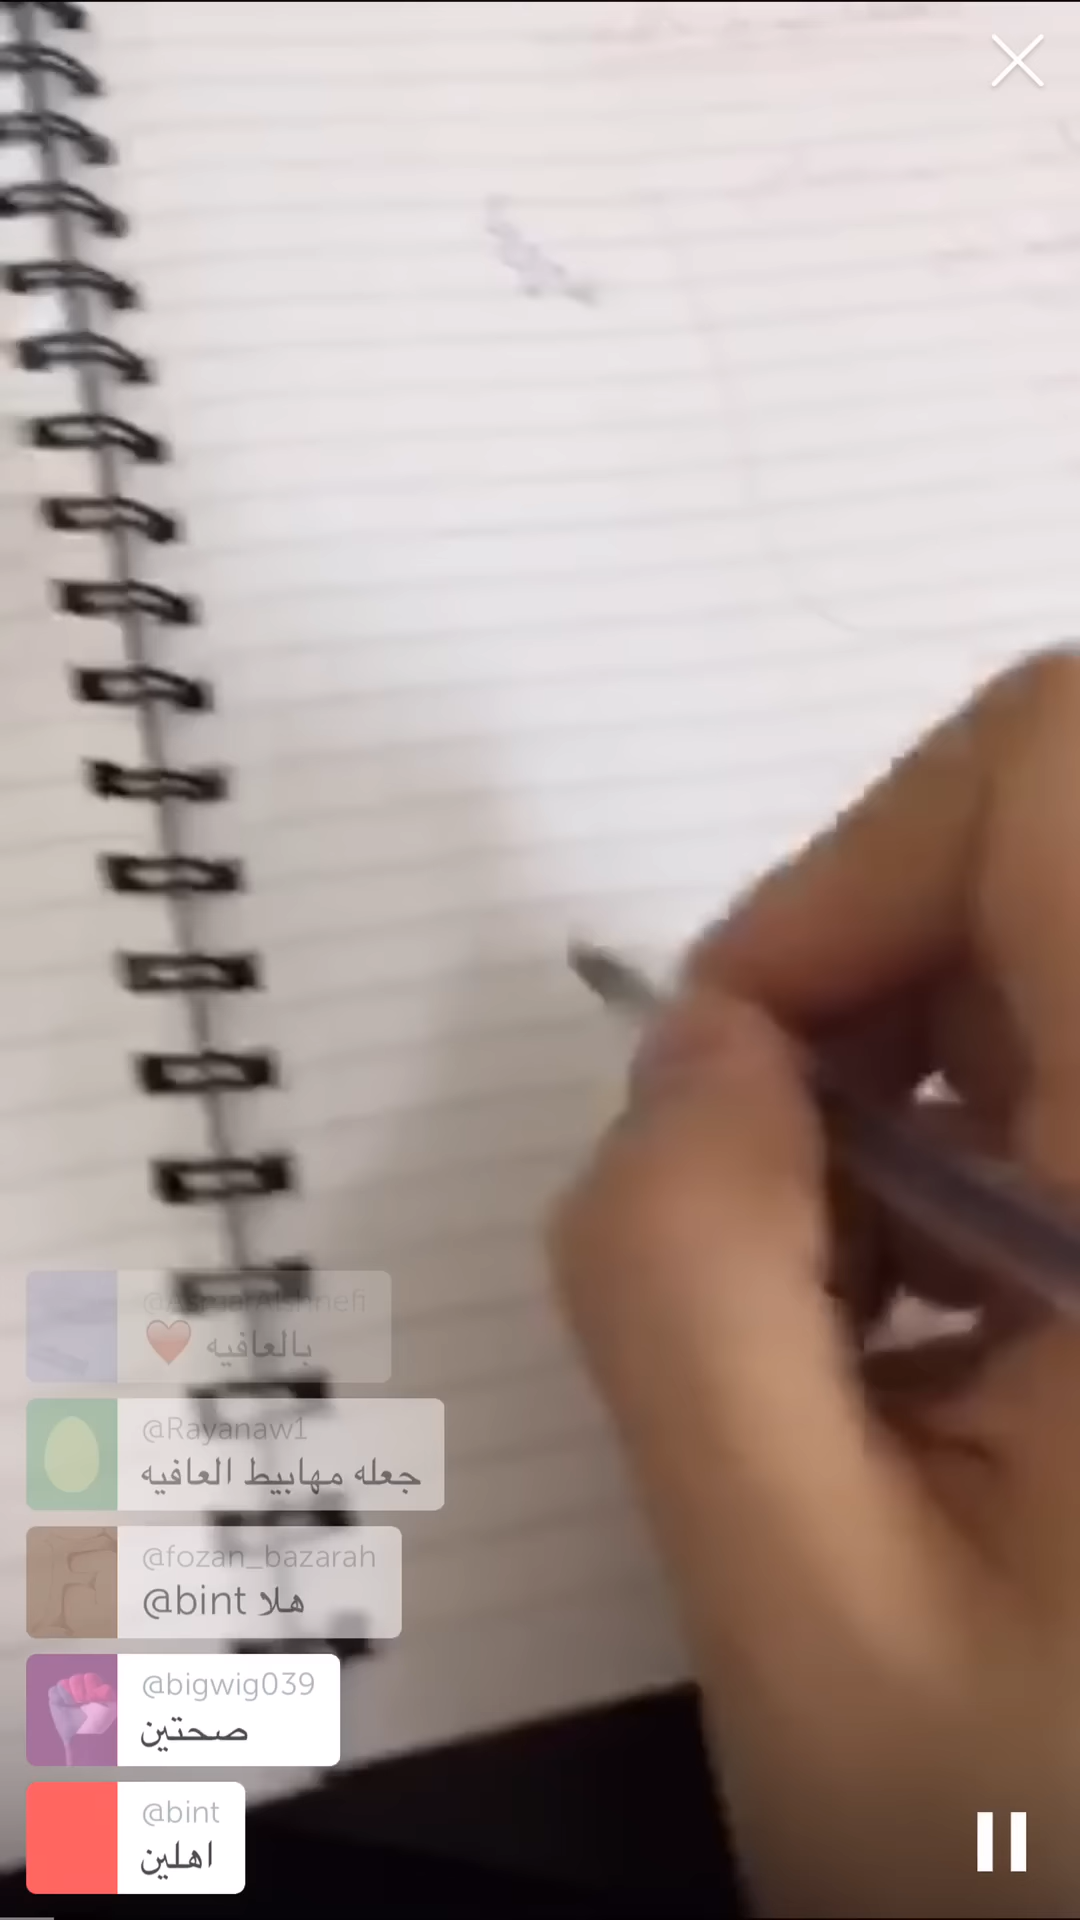 بالعافيه ❤️
@Rayanaw1
جعله مهابيط العافيه
@fozan_bazarah
@bint هلا
@bigwig039
صحتين
@bint
اهلين